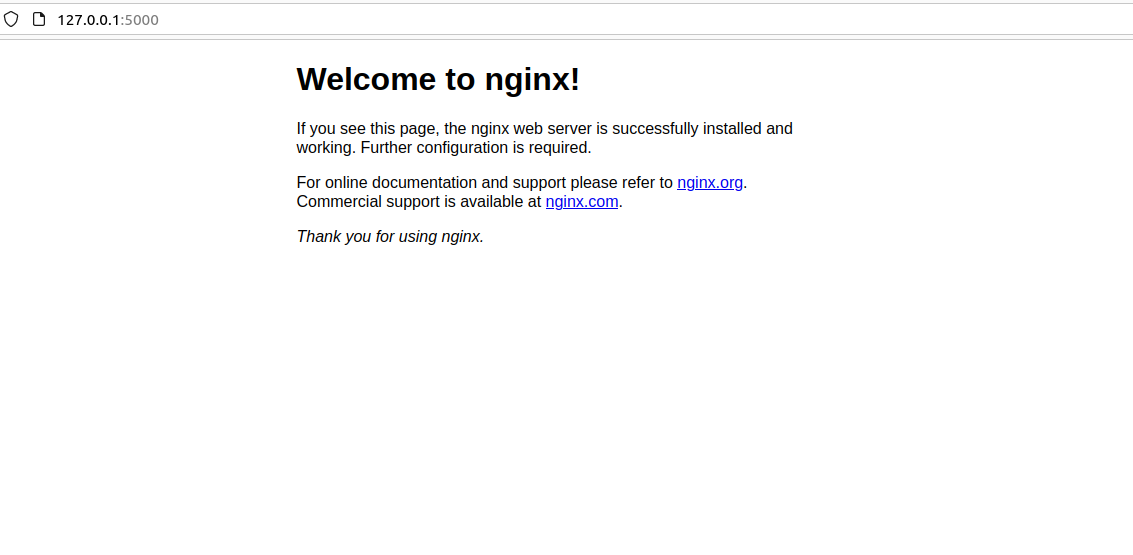 127.0.0.1:5000
Welcome to nginx!
If you see this page, the nginx web server is successfully installed and
working. Further configuration is required.
For online documentation and support please refer to nginx.org.
Commercial support is available at nginx.com.
Thank you for using nginx.